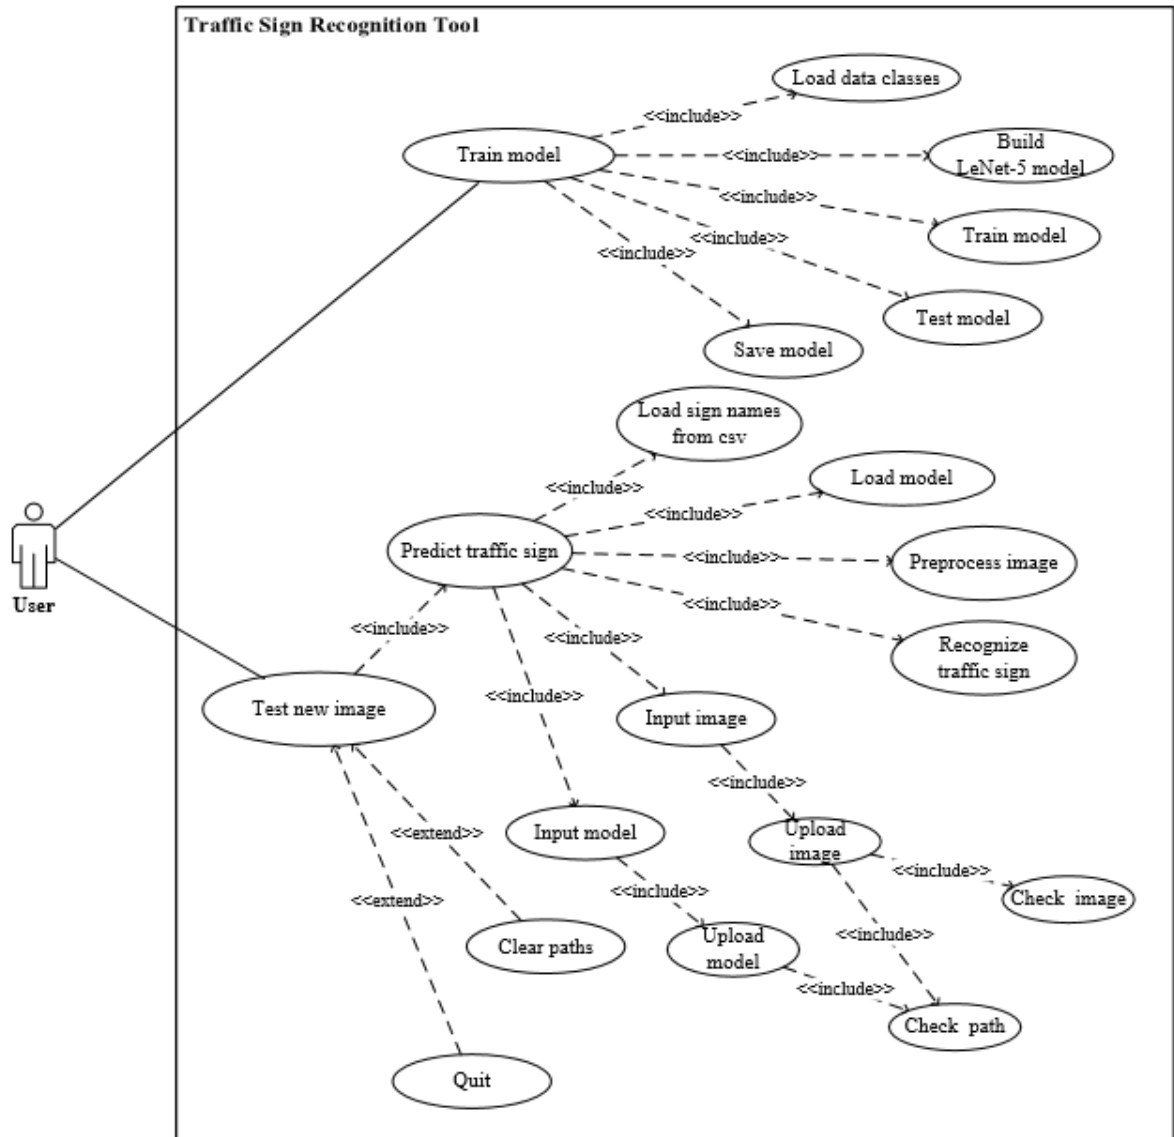 Traffic Sign Recognition Tool
Load data classes
<<include>>
Train model
<<include>>
Build
LeNet-5 model
<<include>>
Train model
<<include>>
<<include>>
Test model
Save model
Load sign names
from csv
<<include>>
Load model
<<include>>
Predict traffic sign
<<include>>
Preprocess image
<<include>>
User
<<include>>
<<include>>
Recognize
traffic sign
<<include>>
Test new image
Input image
<<include>>
<<extend>>
Input model
Upload
image
<<include>>
Check  image
<<include>>
<<extend>>
Clear paths
Upload
model
<<include>>
<<include>>
Check  path
Quit